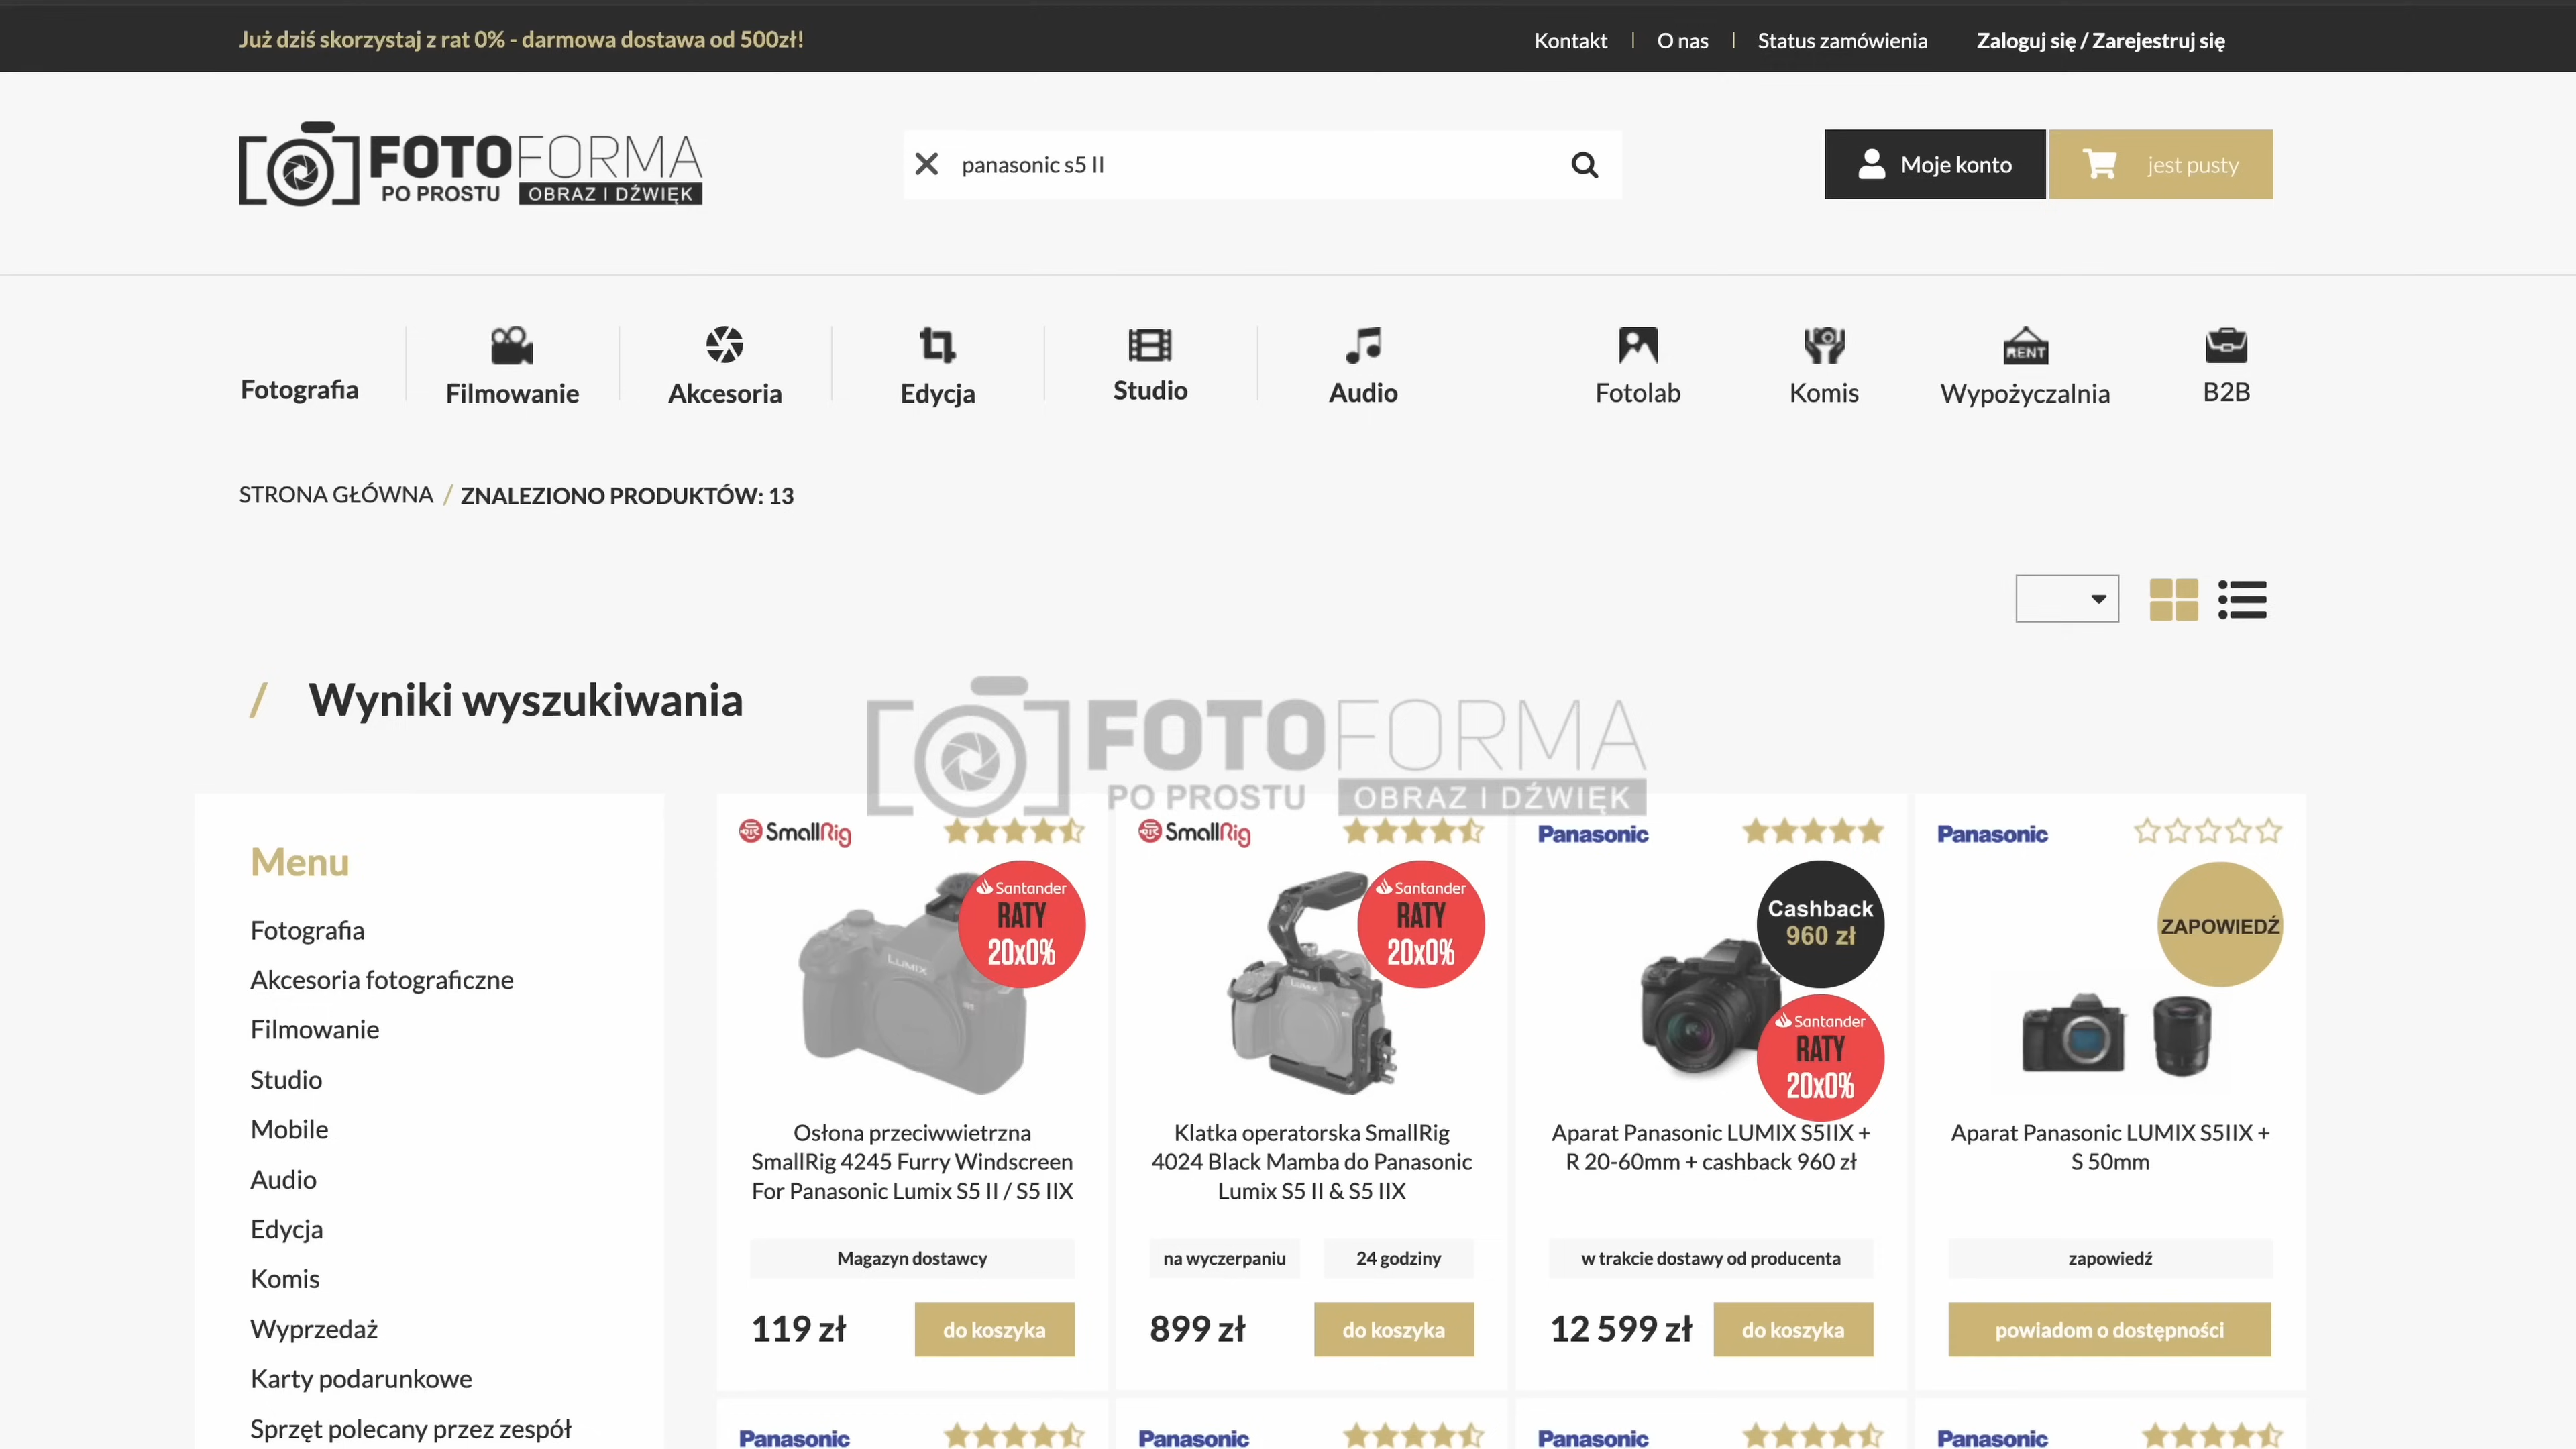 Już dziś skorzystaj z rat 0% - darmowa dostawa od 500zł!
Kontakt
O nas
Status zamówienia
Zaloguj się / Zarejestruj się
FOTOFORMA
PO PROSTU OBRAZ I DŹWIĘK
panasonic s5 II
Moje konto
jest pusty
Fotografia
Filmowanie
Akcesoria
Edycja
Studio
Audio
Fotolab
Komis
RENT
Wypożyczalnia
B2B
STRONA GŁÓWNA / ZNALEZIONO PRODUKTÓW: 13
/ Wyniki wyszukiwania
FOTOFORMA
PO PROSTU OBRAZ I DŹWIĘK
Menu
Fotografia
Akcesoria fotograficzne
Filmowanie
Studio
Mobile
Audio
Edycja
Komis
Wyprzedaż
Karty podarunkowe
Sprzęt polecany przez zespół
SmallRig
Santander
RATY
20x0%
LUMIX
Osłona przeciwwietrzna
SmallRig 4245 Furry Windscreen
For Panasonic Lumix S5 II / S5 IIX
Magazyn dostawcy
119 zł
do koszyka
SmallRig
Santander
RATY
20x0%
LUMIX
Klatka operatorska SmallRig
4024 Black Mamba do Panasonic
Lumix S5 II & S5 IIX
na wyczerpaniu
24 godziny
899 zł
do koszyka
Panasonic
Cashback
960 zł
Santander
RATY
20x0%
Aparat Panasonic LUMIX S5IIX +
R 20-60mm + cashback 960 zł
w trakcie dostawy od producenta
12 599 zł
do koszyka
Panasonic
ZAPOWIEDŹ
Aparat Panasonic LUMIX S5IIX +
S 50mm
zapowiedź
powiadom o dostępności
Panasonic
Panasonic
Panasonic
Panasonic